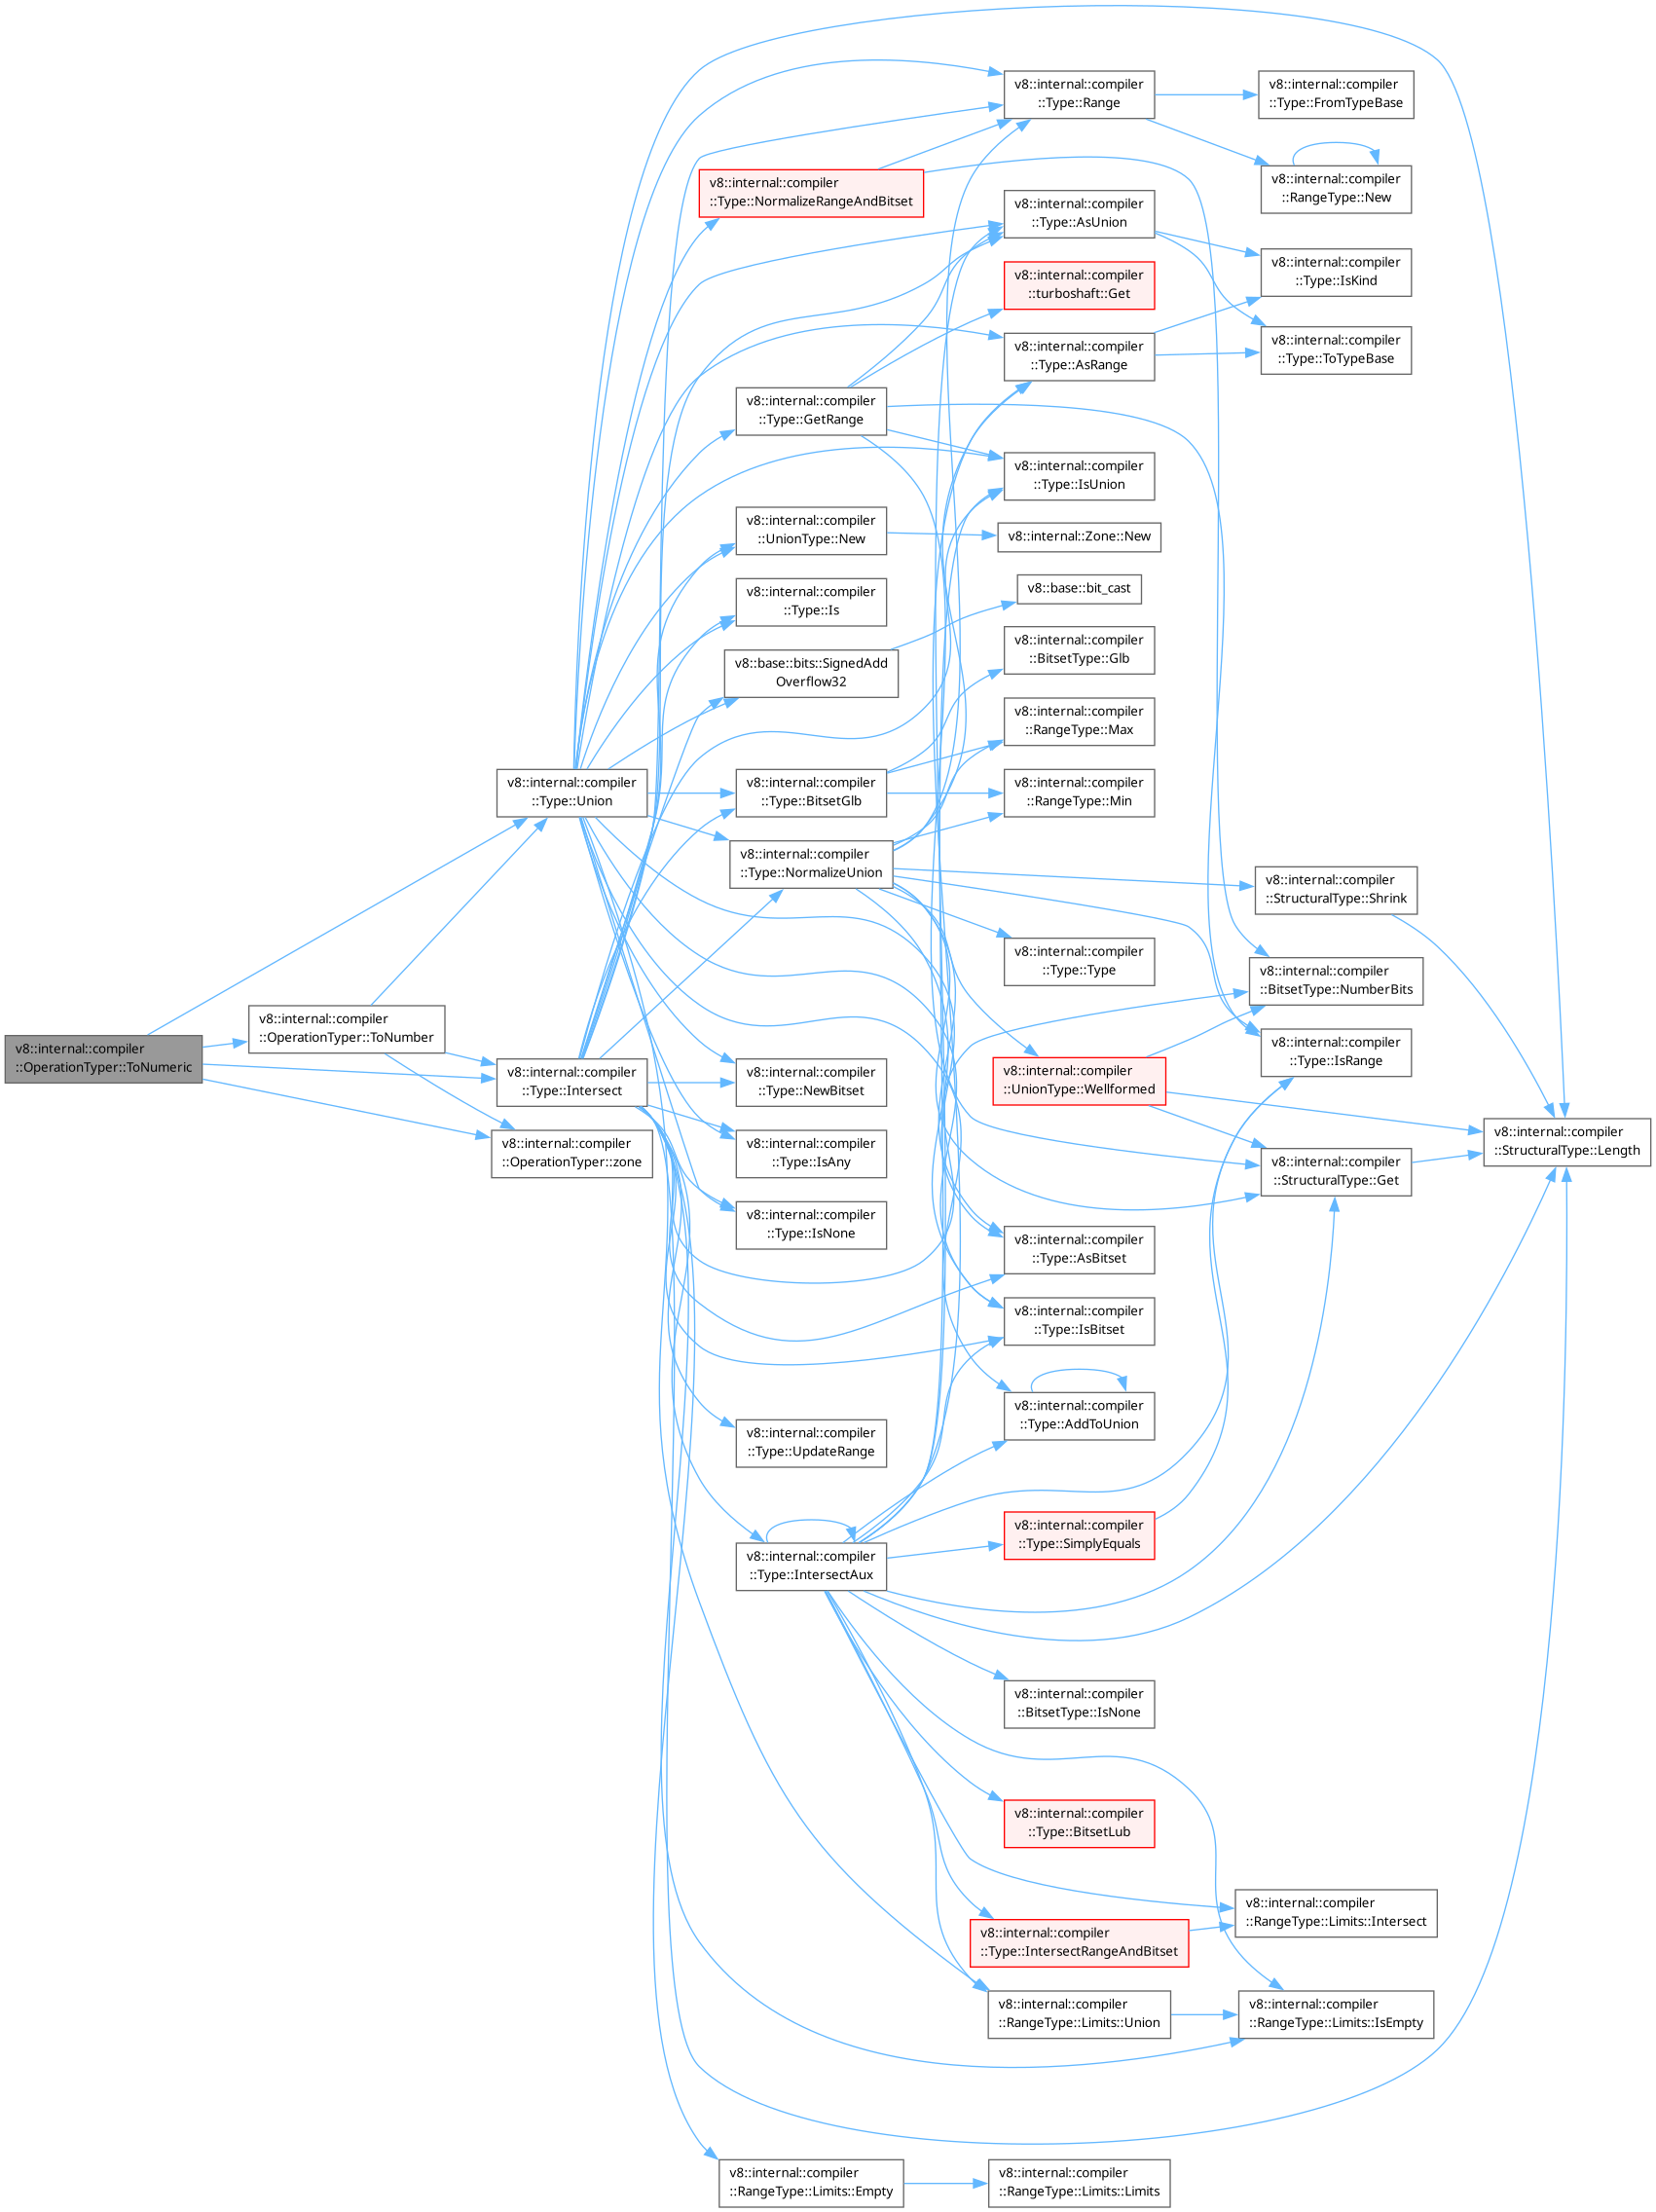 v8::internal::compiler
::OperationTyper::ToNumeric
v8::internal::compiler
::OperationTyper::ToNumber
v8::internal::compiler
::Type::Union
v8::internal::compiler
::Type::Intersect
v8::internal::compiler
::OperationTyper::zone
v8::internal::compiler
::Type::NormalizeRangeAndBitset
v8::internal::compiler
::Type::GetRange
v8::internal::compiler
::UnionType::New
v8::internal::compiler
::Type::Is
v8::base::bits::SignedAdd
Overflow32
v8::internal::compiler
::Type::BitsetGlb
v8::internal::compiler
::Type::NormalizeUnion
v8::internal::compiler
::Type::NewBitset
v8::internal::compiler
::Type::IsAny
v8::internal::compiler
::Type::IsNone
v8::internal::compiler
::Type::UpdateRange
v8::internal::compiler
::Type::IntersectAux
v8::internal::compiler
::RangeType::Limits::Empty
v8::internal::compiler
::Type::Range
v8::internal::compiler
::Type::AsUnion
v8::internal::compiler
::turboshaft::Get
v8::internal::compiler
::Type::AsRange
v8::internal::compiler
::Type::IsUnion
v8::internal::Zone::New
v8::base::bit_cast
v8::internal::compiler
::BitsetType::Glb
v8::internal::compiler
::RangeType::Max
v8::internal::compiler
::RangeType::Min
v8::internal::compiler
::Type::Type
v8::internal::compiler
::UnionType::Wellformed
v8::internal::compiler
::Type::AsBitset
v8::internal::compiler
::Type::IsBitset
v8::internal::compiler
::Type::AddToUnion
v8::internal::compiler
::Type::SimplyEquals
v8::internal::compiler
::BitsetType::IsNone
v8::internal::compiler
::Type::BitsetLub
v8::internal::compiler
::Type::IntersectRangeAndBitset
v8::internal::compiler
::RangeType::Limits::Union
v8::internal::compiler
::RangeType::Limits::Limits
v8::internal::compiler
::Type::FromTypeBase
v8::internal::compiler
::RangeType::New
v8::internal::compiler
::Type::IsKind
v8::internal::compiler
::Type::ToTypeBase
v8::internal::compiler
::StructuralType::Shrink
v8::internal::compiler
::BitsetType::NumberBits
v8::internal::compiler
::Type::IsRange
v8::internal::compiler
::StructuralType::Get
v8::internal::compiler
::RangeType::Limits::Intersect
v8::internal::compiler
::RangeType::Limits::IsEmpty
v8::internal::compiler
::StructuralType::Length